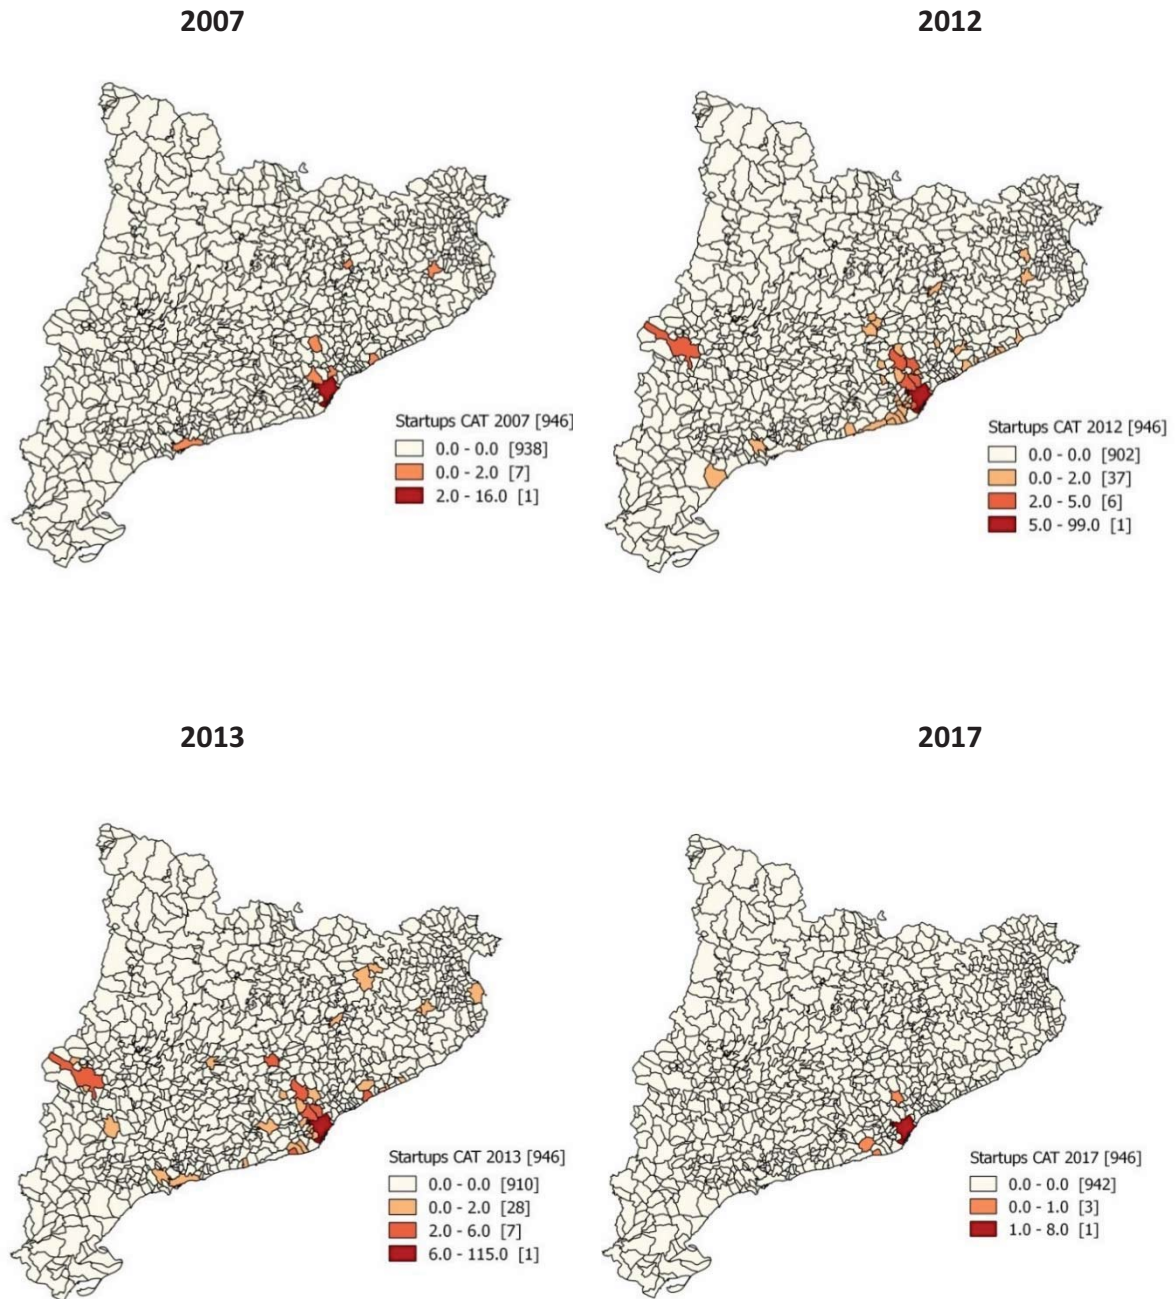 2007
2012
Startups CAT 2007 [946]
0.0 - 0.0 [938]
0.0 - 2.0 [7]
2.0 - 16.0 [1]
Startups CAT 2012 [946]
0.0 - 0.0 [902]
0.0 - 2.0 [37]
2.0 - 5.0 [6]
5.0 - 99.0 [1]
2013
2017
Startups CAT 2013 [946]
0.0 - 0.0 [910]
0.0 - 2.0 [28]
2.0 - 6.0 [7]
6.0 - 115.0 [1]
Startups CAT 2017 [946]
0.0 - 0.0 [942]
0.0 - 1.0 [3]
1.0 - 8.0 [1]